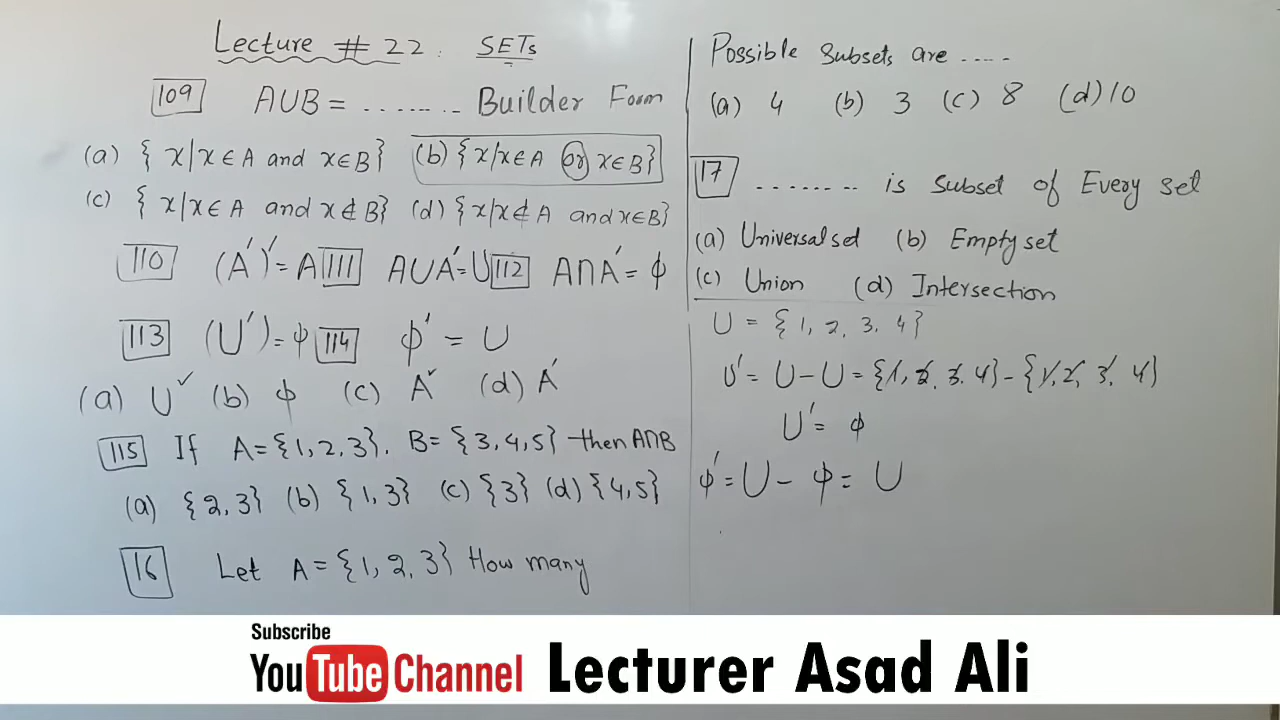 Lecture # 22. SETs
109 AUB = ........ Builder Form
(a) { x/x∈A and x∈B} (b) {x/x∈A or x∈B}
(c) { x/x∈A and x∉B} (d) {x/x∉A and x∈B}
110 (A′)′ = A 111 A∪A′ = U 112 A∩A′ = ϕ
113 (U′) = ϕ 114 ϕ′ = U
(a) U ✓ (b) ϕ (c) A ✓ (d) A′
115 If A = {1, 2, 3}. B = {3, 4, 5} then A∩B
(a) {2, 3} (b) {1, 3} (c) {3} (d) {4, 5}
16 Let A = {1, 2, 3} How many
Possible Subsets are .....
(a) 4 (b) 3 (c) 8 (d) 10
17 ........ is Subset of Every set
(a) Universal set (b) Empty set
(c) Union (d) Intersection
U = {1, 2, 3, 4}
U′ = U - U = {1, 2, 3, 4} - {1, 2, 3, 4}
U′ = ϕ
ϕ′ = U - ϕ = U
Subscribe
YouTube Channel Lecturer Asad Ali